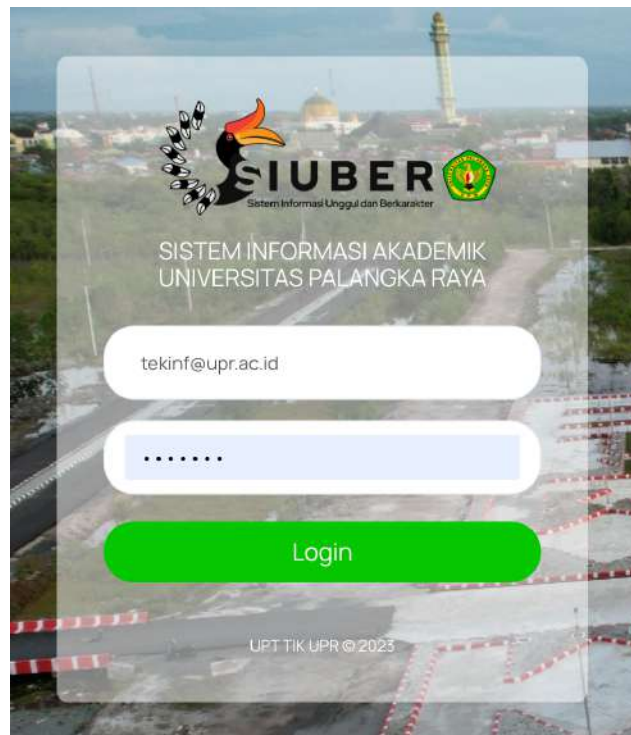 SIUBER
Sistem Informasi Unggul dan Berkarakter
SISTEM INFORMASI AKADEMIK
UNIVERSITAS PALANGKA RAYA
tekinf@upr.ac.id
•••••••
Login
UPT TIK UPR © 2023